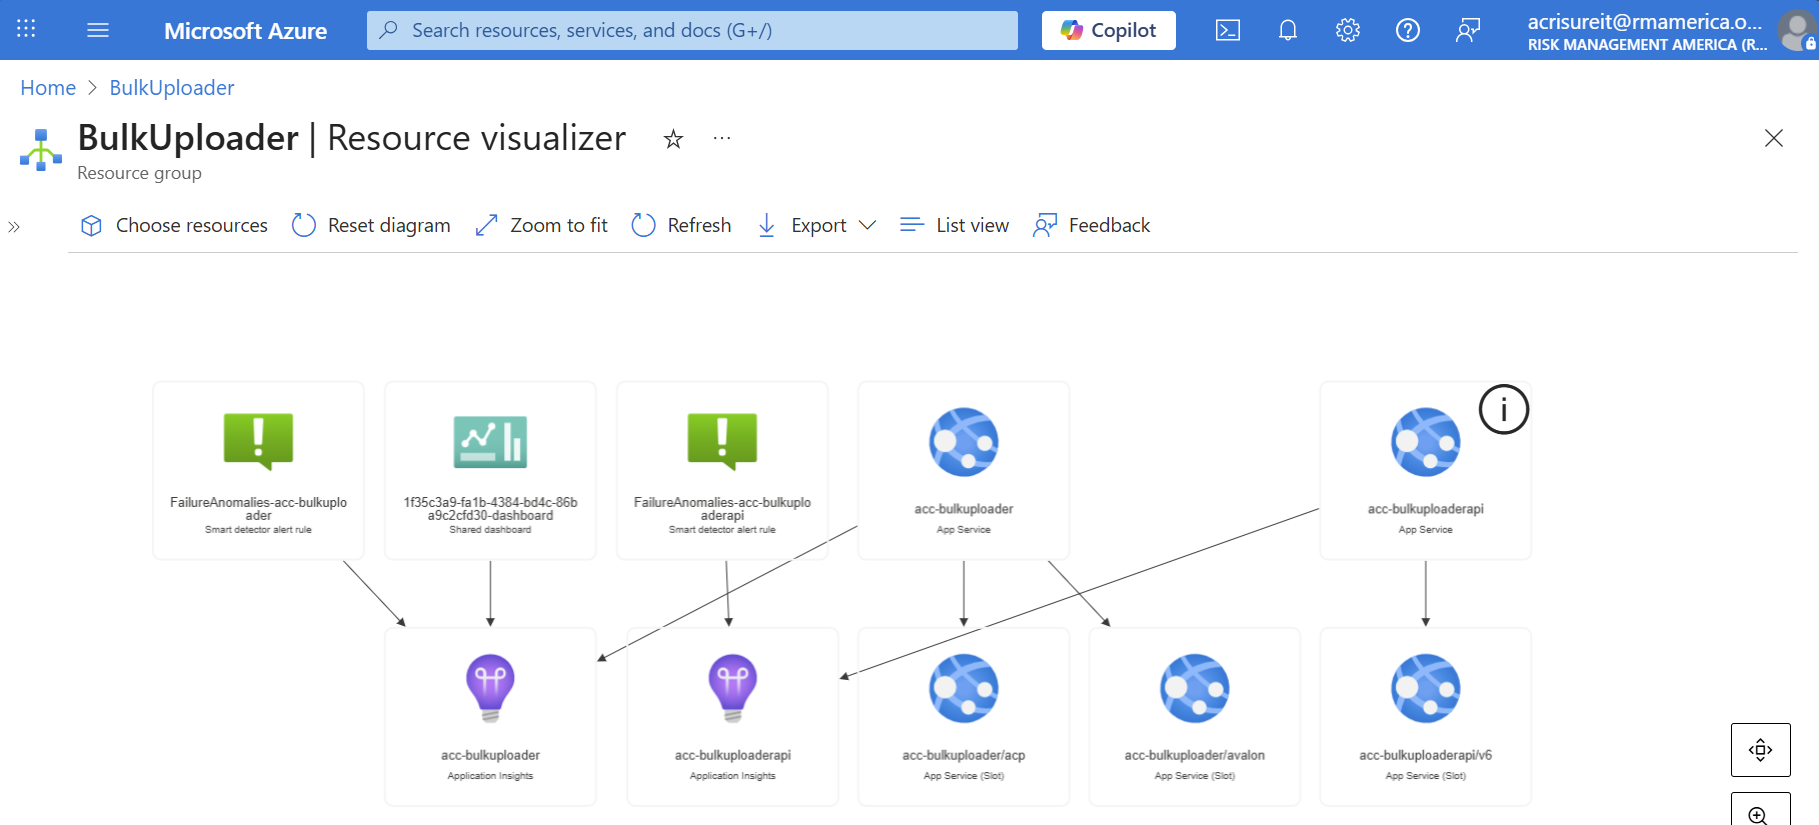 Microsoft Azure
Search resources, services, and docs (G+/)
Copilot
acrisureit@rmamerica.o...
RISK MANAGEMENT AMERICA (R...
Home > BulkUploader
BulkUploader | Resource visualizer
Resource group
Choose resources
Reset diagram
Zoom to fit
Refresh
Export
List view
Feedback
FailureAnomalies-acc-bulkuplo
ader
Smart detector alert rule
1f35c3a9-fa1b-4384-bd4c-86b
a9c2cfd30-dashboard
Shared dashboard
FailureAnomalies-acc-bulkuplo
aderapi
Smart detector alert rule
acc-bulkuploader
App Service
acc-bulkuploaderapi
App Service
acc-bulkuploader
Application Insights
acc-bulkuploaderapi
Application Insights
acc-bulkuploader/acp
App Service (Slot)
acc-bulkuploader/avalon
App Service (Slot)
acc-bulkuploaderapi/v6
App Service (Slot)